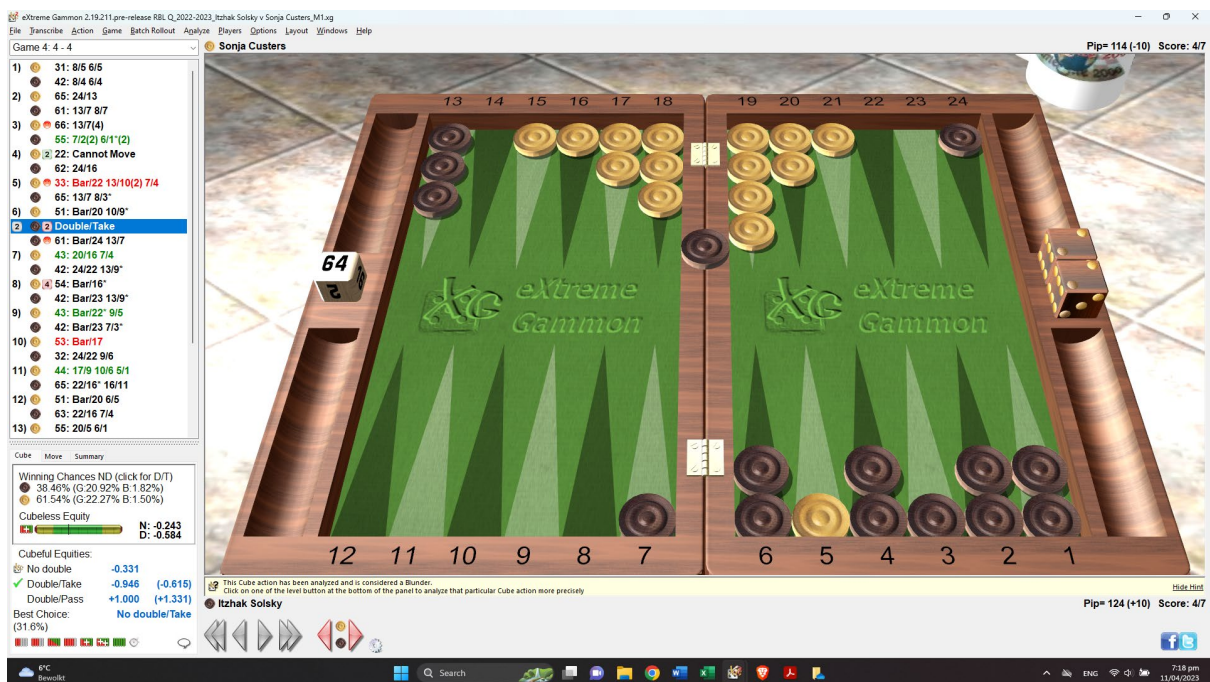 eXtreme Gammon 2.19.211.pre-release RBL Q_2022-2023_Itzhak Solsky v Sonja Custers_M1.xg
File Transcribe Action Game Batch Rollout Analyze Players Options Layout Windows Help
Game 4: 4 - 4
Sonja Custers
Pip= 114 (-10) Score: 4/7
1) 31: 8/5 6/5
42: 8/4 6/4
2) 65: 24/13
61: 13/7 8/7
3) 66: 13/7(4)
55: 7/2(2) 6/1*(2)
4) 2 22: Cannot Move
62: 24/16
5) 33: Bar/22 13/10(2) 7/4
65: 13/7 8/3*
6) 51: Bar/20 10/9*
2 2 Double/Take
61: Bar/24 13/7
7) 43: 20/16 7/4
42: 24/22 13/9*
8) 4 54: Bar/16*
42: Bar/23 13/9*
9) 43: Bar/22* 9/5
42: Bar/23 7/3*
10) 53: Bar/17
32: 24/22 9/6
11) 44: 17/9 10/6 5/1
65: 22/16* 16/11
12) 51: Bar/20 6/5
63: 22/16 7/4
13) 55: 20/5 6/1
13 14 15 16 17 18 19 20 21 22 23 24
64
2
eXtreme
Gammon
eXtreme
Gammon
12 11 10 9 8 7 6 5 4 3 2 1
Cube Move Summary
Winning Chances ND (click for D/T)
38.46% (G:20.92% B:1.82%)
61.54% (G:22.27% B:1.50%)
Cubeless Equity
N: -0.243
D: -0.584
Cubeful Equities:
No double -0.331
Double/Take -0.946 (-0.615)
Double/Pass +1.000 (+1.331)
Best Choice: No double/Take
(31.6%)
This Cube action has been analyzed and is considered a Blunder.
Click on one of the level button at the bottom of the panel to analyze that particular Cube action more precisely
Hide Hint
Itzhak Solsky
Pip= 124 (+10) Score: 4/7
6°C
Bewolkt
Search
ENG
7:18 pm
11/04/2023